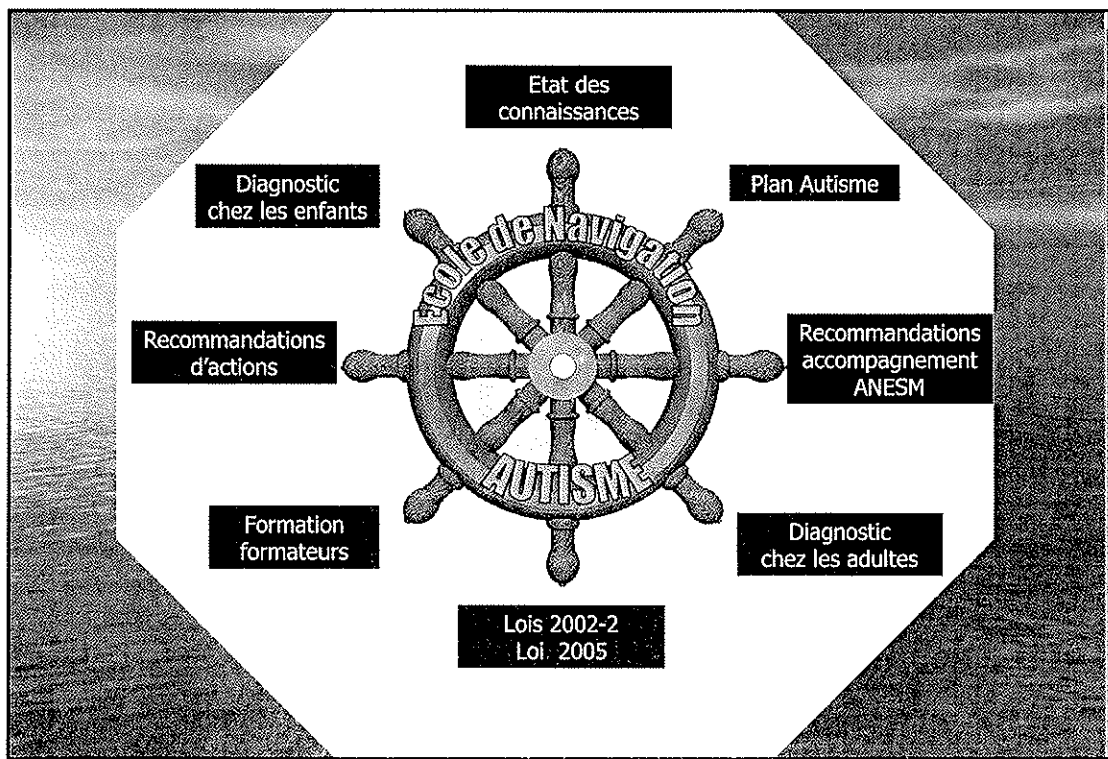 Etat des
connaissances
Diagnostic
chez les enfants
Plan Autisme
Ecole de Navigation
Recommandations
d'actions
Recommandations
accompagnement
ANESM
AUTISME
Formation
formateurs
Diagnostic
chez les adultes
Lois 2002-2
Loi 2005